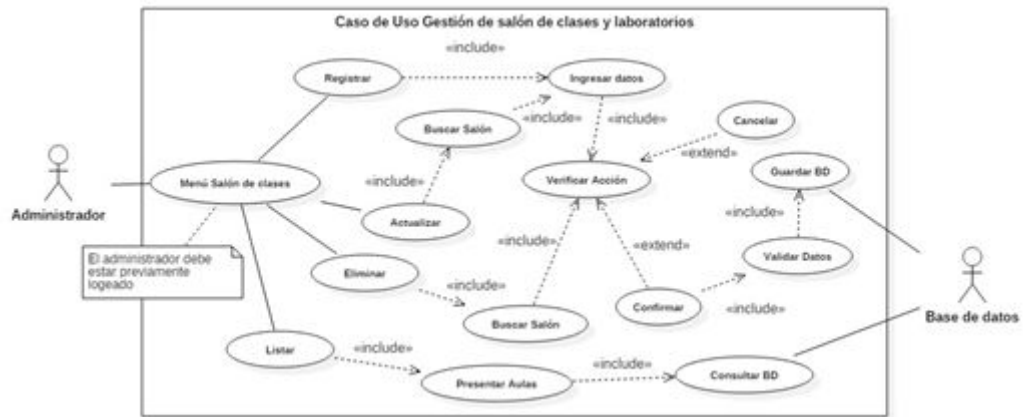 Caso de Uso Gestión de salón de clases y laboratorios
«include»
Registrar
Ingresar datos
Buscar Salón
«include»
«include»
Cancelar
«extend»
Guardar BD
Menú Salón de clases
«include»
Verificar Acción
Administrador
Actualizar
«include»
El administrador debe
estar previamente
logeado
Eliminar
«include»
«extend»
Validar Datos
«include»
Buscar Salón
Confirmar
«include»
Base de datos
Listar
«include»
Presentar Aulas
«include»
Consultar BD